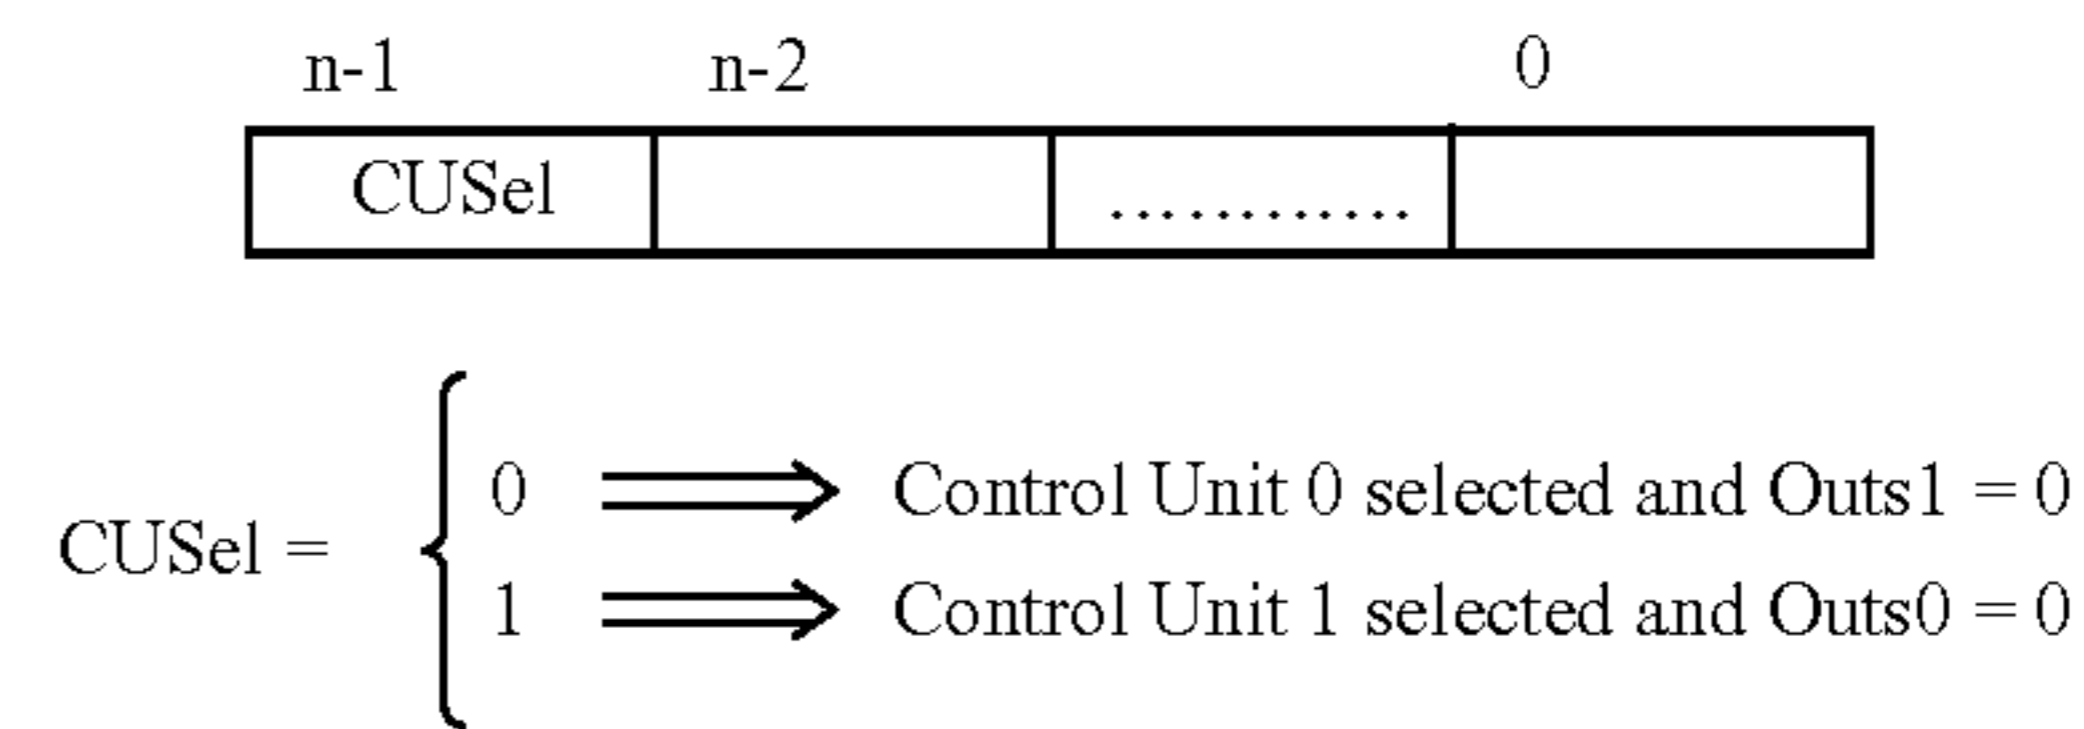 n-1 n-2 0
CUSel ............
0 Control Unit 0 selected and Outs1 = 0
CUSel =
1 Control Unit 1 selected and Outs0 = 0